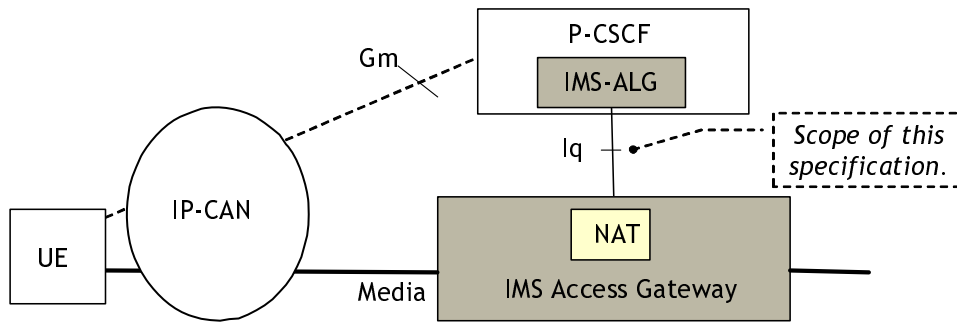 P-CSCF
Gm
IMS-ALG
Iq
Scope of this
specification.
IP-CAN
UE
NAT
Media
IMS Access Gateway